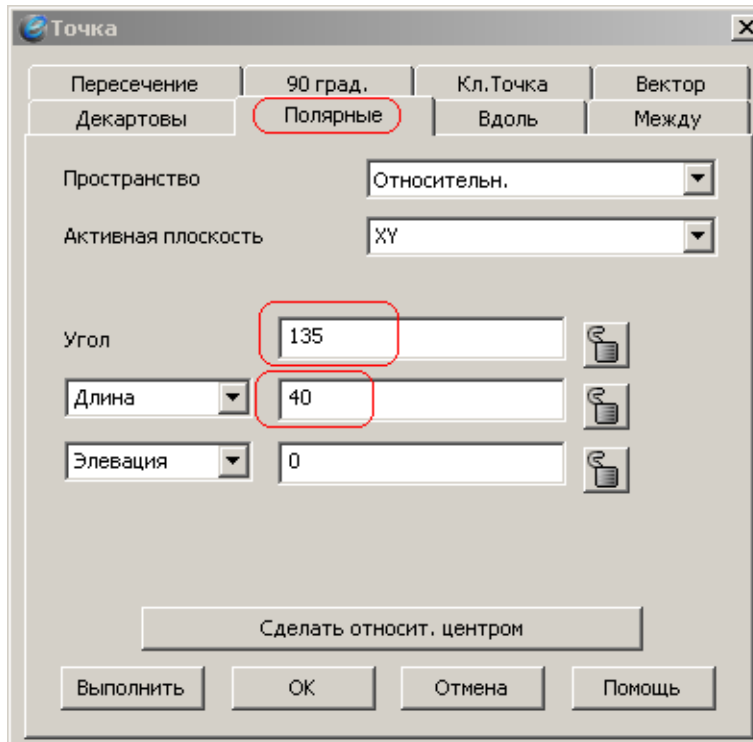 Точка
Пересечение 90 град. Кл.Точка Вектор
Декартовы Полярные Вдоль Между
Пространство Относительн.
Активная плоскость XY
Угол 135
Длина 40
Элевация 0
Сделать относит. центром
Выполнить OK Отмена Помощь